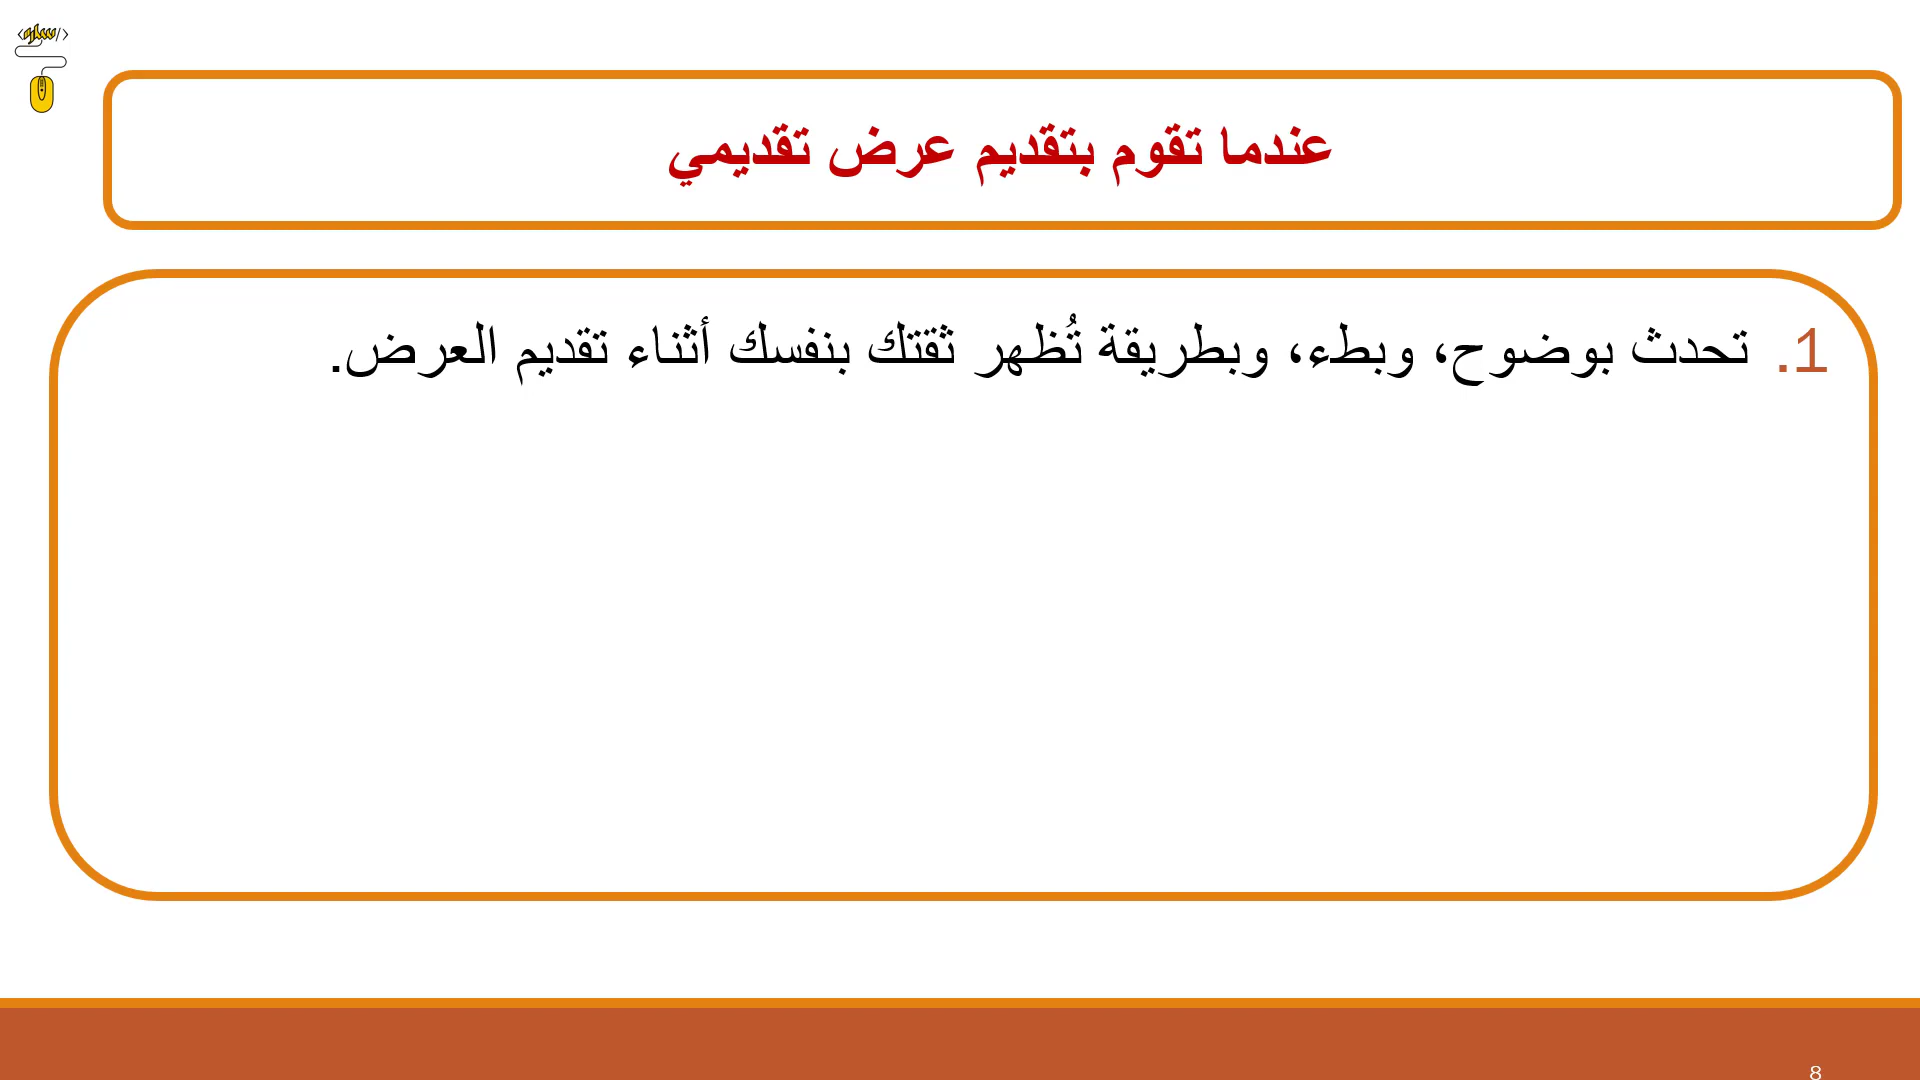 عندما تقوم بتقديم عرض تقديمي
1. تحدث بوضوح، وبطء، وبطريقة تُظهر ثقتك بنفسك أثناء تقديم العرض.
8